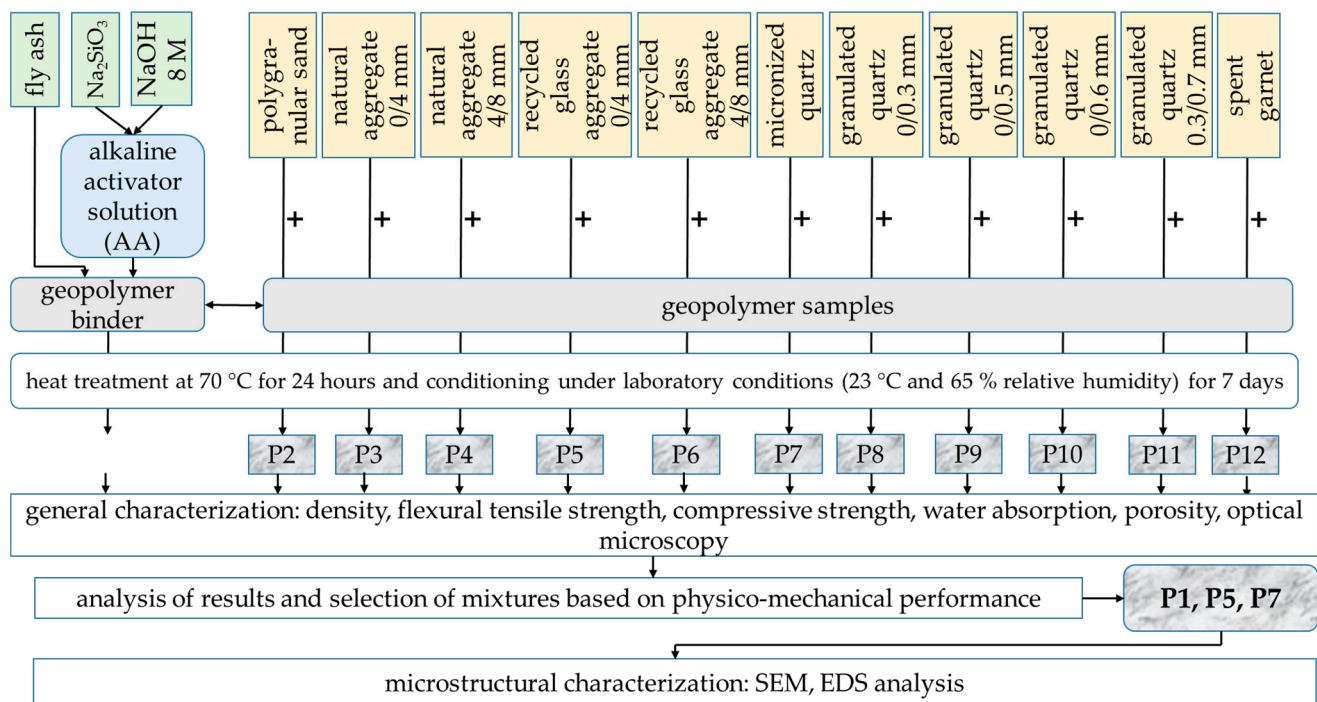 fly ash
Na₂SiO₃
NaOH
8 M
polygra-
nular sand
natural
aggregate
0/4 mm
natural
aggregate
4/8 mm
recycled
glass
aggregate
0/4 mm
recycled
glass
aggregate
4/8 mm
micronized
quartz
granulated
quartz
0/0.3 mm
granulated
quartz
0/0.5 mm
granulated
quartz
0/0.6 mm
granulated
quartz
0.3/0.7 mm
spent
garnet
alkaline
activator
solution
(AA)
+ + + + + + + + + + +
geopolymer
binder
geopolymer samples
heat treatment at 70 °C for 24 hours and conditioning under laboratory conditions (23 °C and 65 % relative humidity) for 7 days
P2 P3 P4 P5 P6 P7 P8 P9 P10 P11 P12
general characterization: density, flexural tensile strength, compressive strength, water absorption, porosity, optical
microscopy
analysis of results and selection of mixtures based on physico-mechanical performance
P1, P5, P7
microstructural characterization: SEM, EDS analysis